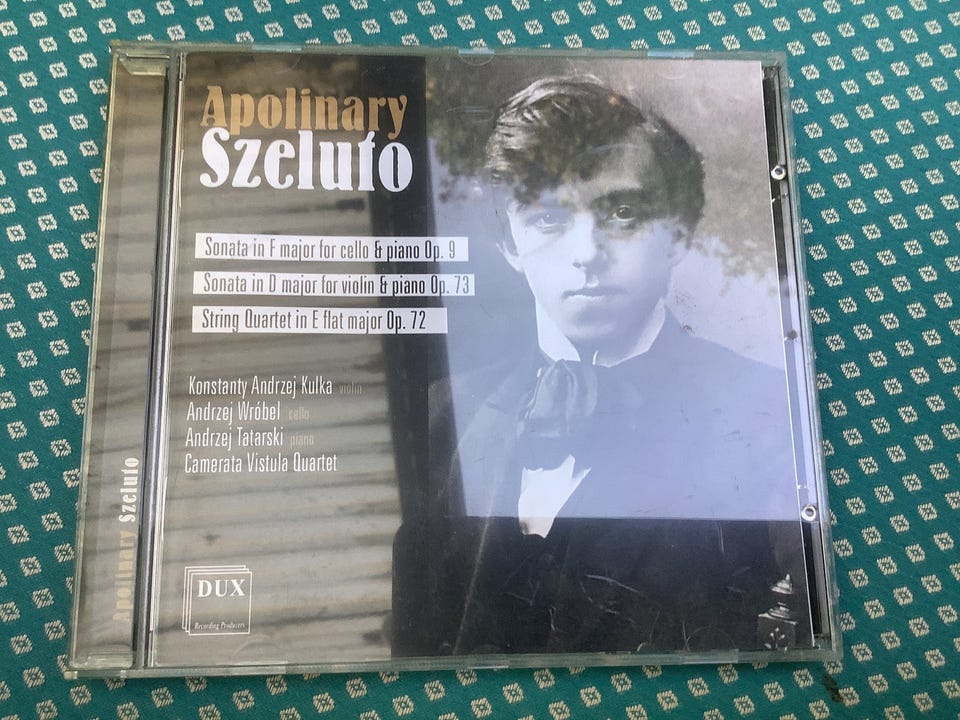 Apolinary
Szeluto
Sonata in F major for cello & piano Op. 9
Sonata in D major for violin & piano Op. 73
String Quartet in E flat major Op. 72
Konstanty Andrzej Kulka violin
Andrzej Wróbel cello
Andrzej Tatarski piano
Camerata Vistula Quartet
DUX
Recording Producers
Apolinary Szeluto